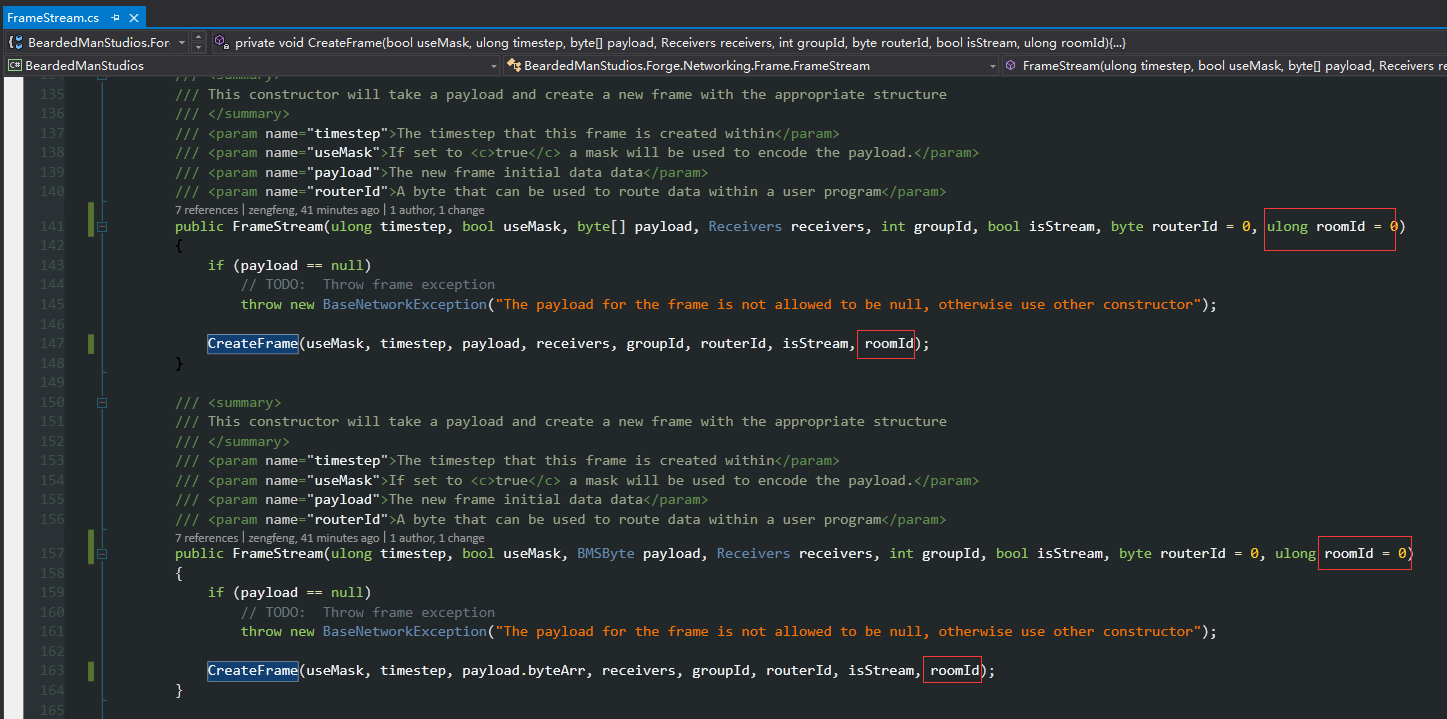 FrameStream.cs
BeardedManStudios.For
private void CreateFrame(bool useMask, ulong timestep, byte[] payload, Receivers receivers, int groupId, byte routerId, bool isStream, ulong roomId){...}
C# BeardedManStudios
BeardedManStudios.Forge.Networking.Frame.FrameStream
FrameStream(ulong timestep, bool useMask, byte[] payload, Receivers re
134 /// <summary>
135 /// This constructor will take a payload and create a new frame with the appropriate structure
136 /// </summary>
137 /// <param name="timestep">The timestep that this frame is created within</param>
138 /// <param name="useMask">If set to <c>true</c> a mask will be used to encode the payload.</param>
139 /// <param name="payload">The new frame initial data data</param>
140 /// <param name="routerId">A byte that can be used to route data within a user program</param>
7 references | zengfeng, 41 minutes ago | 1 author, 1 change
141 public FrameStream(ulong timestep, bool useMask, byte[] payload, Receivers receivers, int groupId, bool isStream, byte routerId = 0, ulong roomId = 0)
142 {
143 if (payload == null)
144 // TODO:  Throw frame exception
145 throw new BaseNetworkException("The payload for the frame is not allowed to be null, otherwise use other constructor");
146
147 CreateFrame(useMask, timestep, payload, receivers, groupId, routerId, isStream, roomId);
148 }
149
150 /// <summary>
151 /// This constructor will take a payload and create a new frame with the appropriate structure
152 /// </summary>
153 /// <param name="timestep">The timestep that this frame is created within</param>
154 /// <param name="useMask">If set to <c>true</c> a mask will be used to encode the payload.</param>
155 /// <param name="payload">The new frame initial data data</param>
156 /// <param name="routerId">A byte that can be used to route data within a user program</param>
7 references | zengfeng, 41 minutes ago | 1 author, 1 change
157 public FrameStream(ulong timestep, bool useMask, BMSByte payload, Receivers receivers, int groupId, bool isStream, byte routerId = 0, ulong roomId = 0)
158 {
159 if (payload == null)
160 // TODO:  Throw frame exception
161 throw new BaseNetworkException("The payload for the frame is not allowed to be null, otherwise use other constructor");
162
163 CreateFrame(useMask, timestep, payload.byteArr, receivers, groupId, routerId, isStream, roomId);
164 }
165